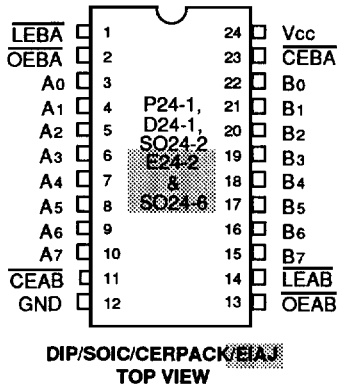 LEBA 1 24 Vcc
OEBA 2 23 CEBA
A0 3 22 B0
A1 4 P24-1, 21 B1
A2 5 D24-1, 20 B2
SO24-2
A3 6 E24-2 19 B3
A4 7 & 18 B4
A5 8 SO24-6 17 B5
A6 9 16 B6
A7 10 15 B7
CEAB 11 14 LEAB
GND 12 13 OEAB
DIP/SOIC/CERPACK/EIAJ
TOP VIEW